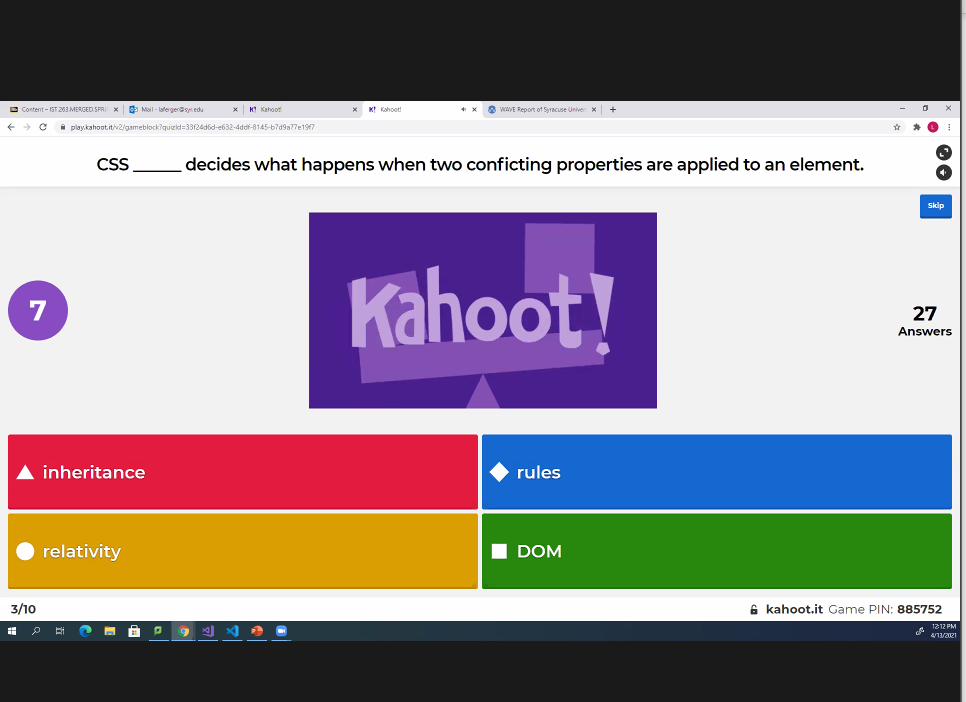 Content – IST.263.MERGED.SPRI
Mail - laferger@syr.edu
K! Kahoot!
K! Kahoot!
WAVE Report of Syracuse Univer
play.kahoot.it/v2/gameblock?quizId=33f24d6d-e632-4ddf-8145-b7d9a77e19f7
L
CSS _____ decides what happens when two conficting properties are applied to an element.
Skip
7
Kahoot!
27
Answers
inheritance
rules
relativity
DOM
3/10
kahoot.it Game PIN: 885752
12:12 PM
4/13/2021